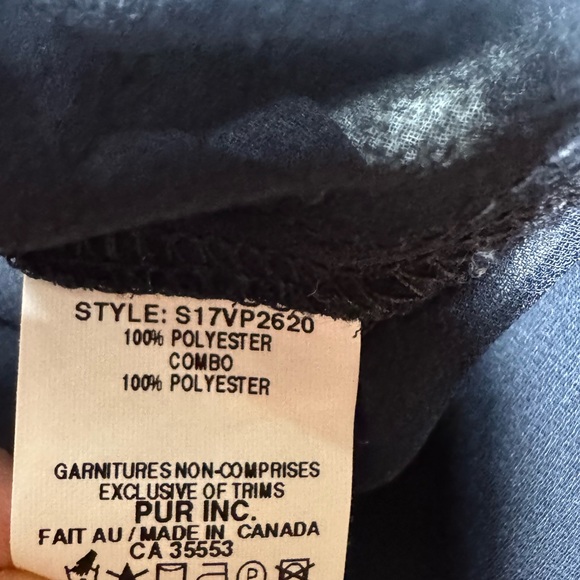 STYLE: S17VP2620
100% POLYESTER
COMBO
100% POLYESTER
GARNITURES NON-COMPRISES
EXCLUSIVE OF TRIMS
PUR INC.
FAIT AU / MADE IN CANADA
CA 35553
P